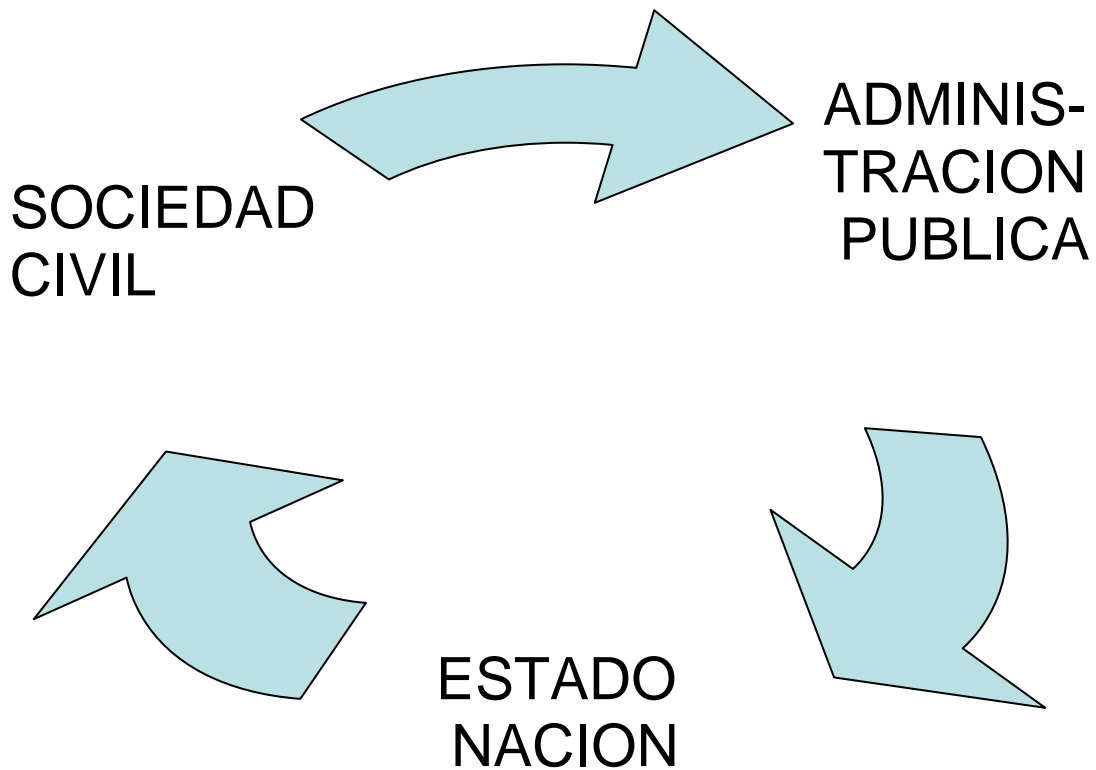 SOCIEDAD
CIVIL
ADMINIS-
TRACION
PUBLICA
ESTADO
NACION